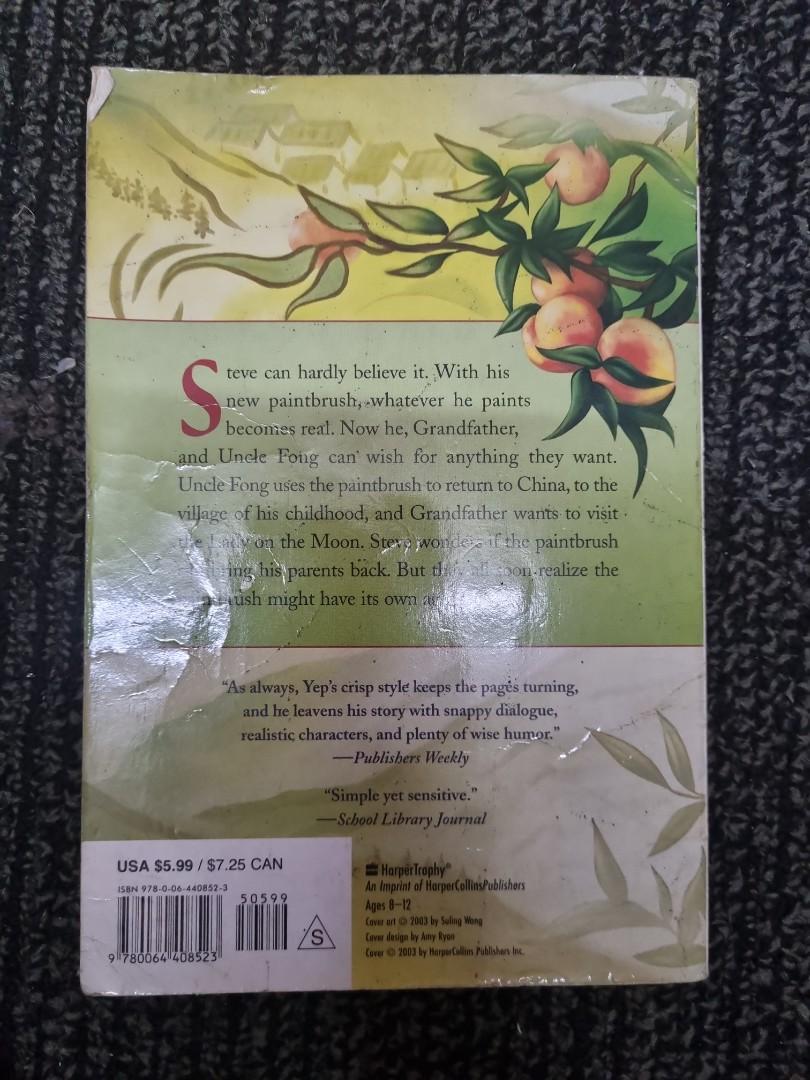 Steve can hardly believe it. With his
new paintbrush, whatever he paints
becomes real. Now he, Grandfather,
and Uncle Fong can wish for anything they want.
Uncle Fong uses the paintbrush to return to China, to the
village of his childhood, and Grandfather wants to visit
the Lady on the Moon. Steve wonders if the paintbrush
his parents back. But they all soon realize the
might have its own
"As always, Yep's crisp style keeps the pages turning,
and he leavens his story with snappy dialogue,
realistic characters, and plenty of wise humor."
—Publishers Weekly
"Simple yet sensitive."
—School Library Journal
USA $5.99 / $7.25 CAN
ISBN 978-0-06-440852-3
50599
9 780064 408523
S
HarperTrophy®
An Imprint of HarperCollinsPublishers
Ages 8–12
Cover art © 2003 by Suling Wang
Cover design by Amy Ryan
Cover © 2003 by HarperCollins Publishers Inc.